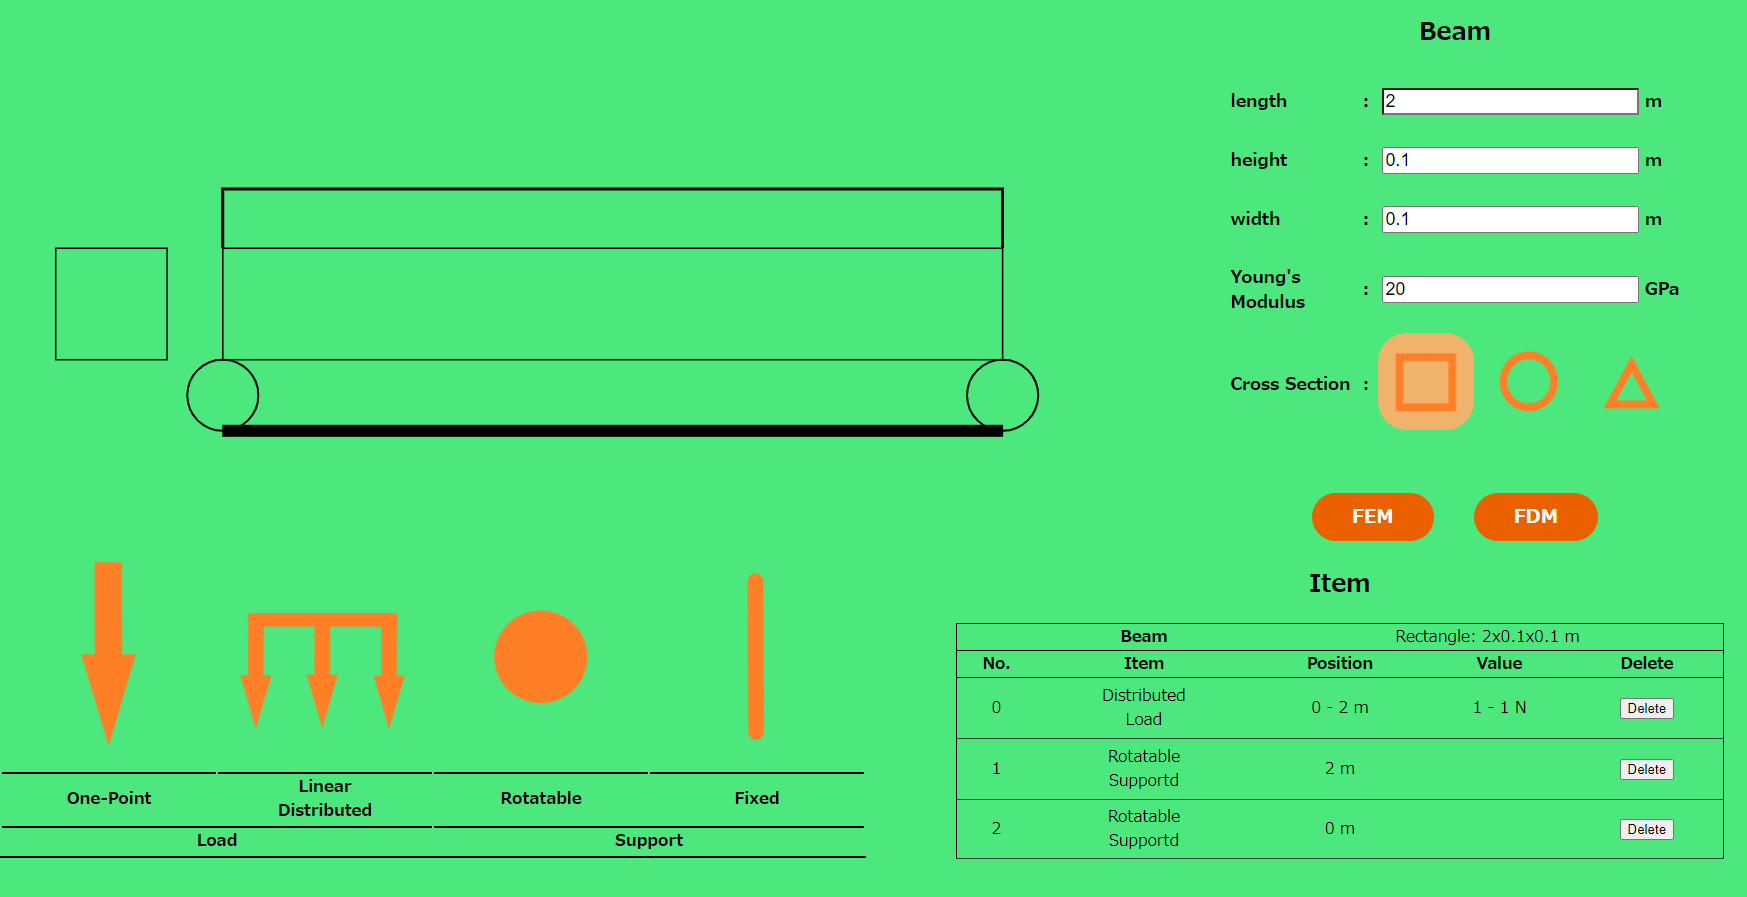 Beam
length : 2 m
height : 0.1 m
width : 0.1 m
Young's
Modulus : 20 GPa
Cross Section :
FEM FDM
Item
Beam Rectangle: 2x0.1x0.1 m
No. Item Position Value Delete
0 Distributed
Load 0 - 2 m 1 - 1 N Delete
1 Rotatable
Supportd 2 m Delete
2 Rotatable
Supportd 0 m Delete
One-Point Linear
Distributed Rotatable Fixed
Load Support